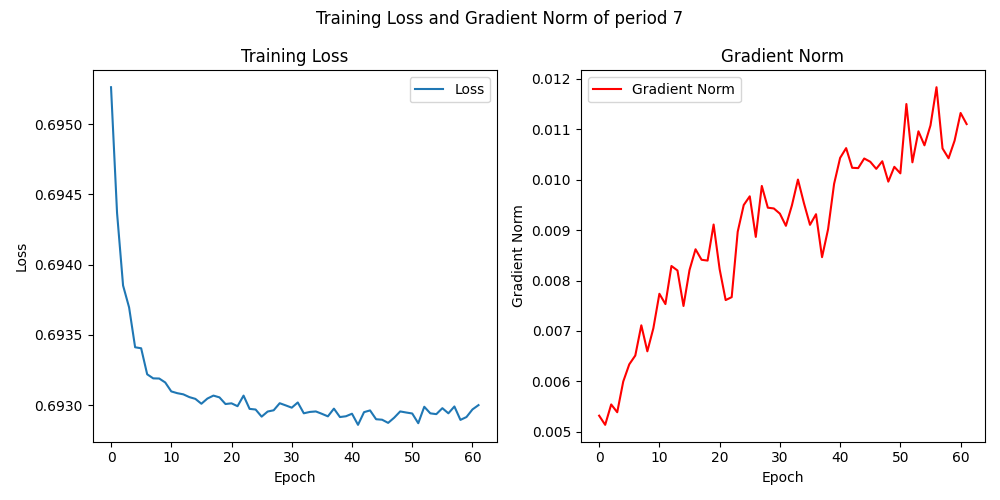 Training Loss and Gradient Norm of period 7
Training Loss
Loss
0.6950
0.6945
0.6940
0.6935
0.6930
Loss
0 10 20 30 40 50 60
Epoch
Gradient Norm
Gradient Norm
0.012
0.011
0.010
0.009
0.008
0.007
0.006
0.005
Gradient Norm
0 10 20 30 40 50 60
Epoch